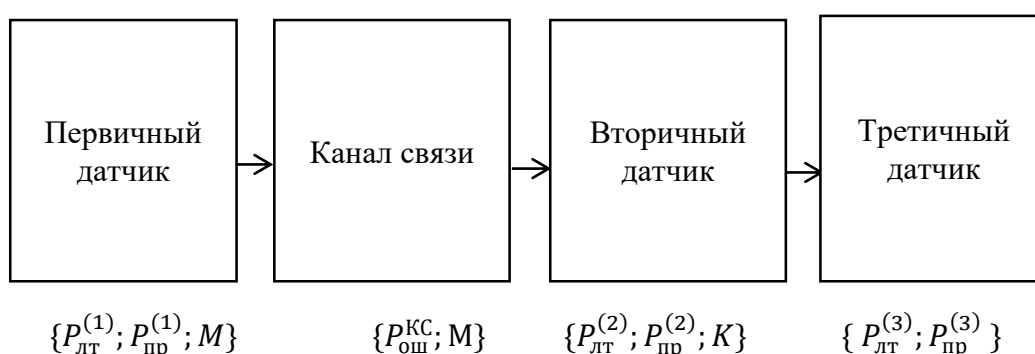 Первичный
датчик
Канал связи
Вторичный
датчик
Третичный
датчик
{P_лт^(1); P_пр^(1); M}
{P_ош^КС; М}
{P_лт^(2); P_пр^(2); K}
{ P_лт^(3); P_пр^(3) }